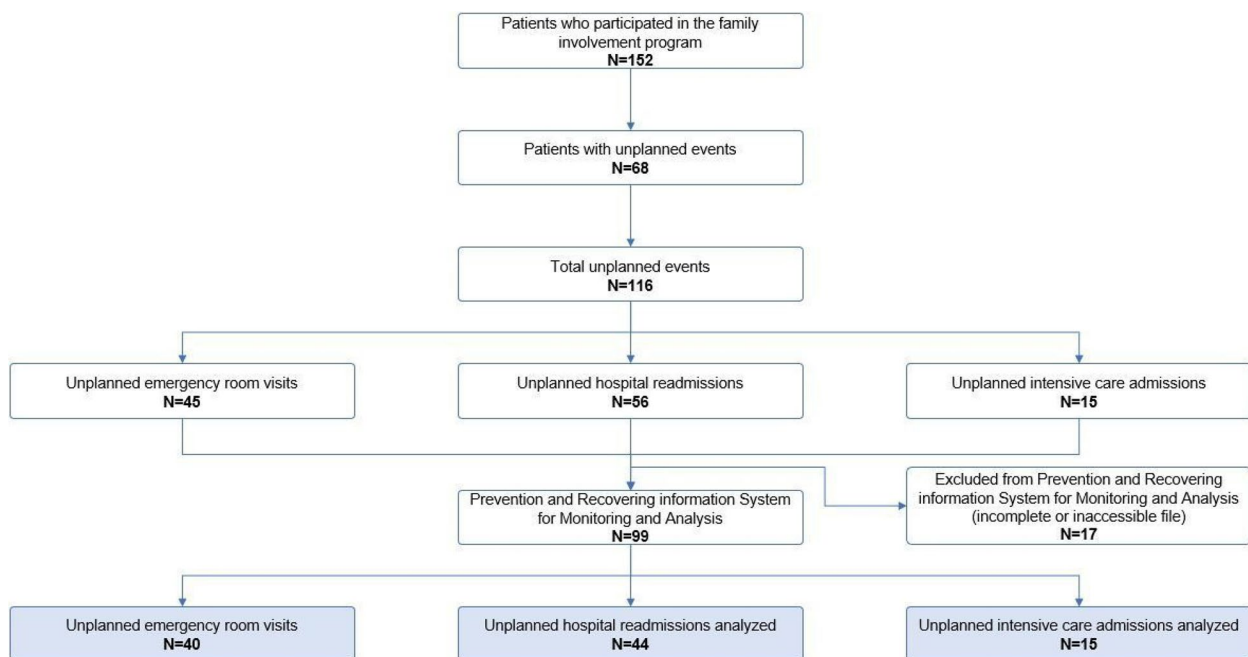 Patients who participated in the family
involvement program
N=152
Patients with unplanned events
N=68
Total unplanned events
N=116
Unplanned emergency room visits
N=45
Unplanned hospital readmissions
N=56
Unplanned intensive care admissions
N=15
Prevention and Recovering information System
for Monitoring and Analysis
N=99
Excluded from Prevention and Recovering
information System for Monitoring and Analysis
(incomplete or inaccessible file)
N=17
Unplanned emergency room visits
N=40
Unplanned hospital readmissions analyzed
N=44
Unplanned intensive care admissions analyzed
N=15